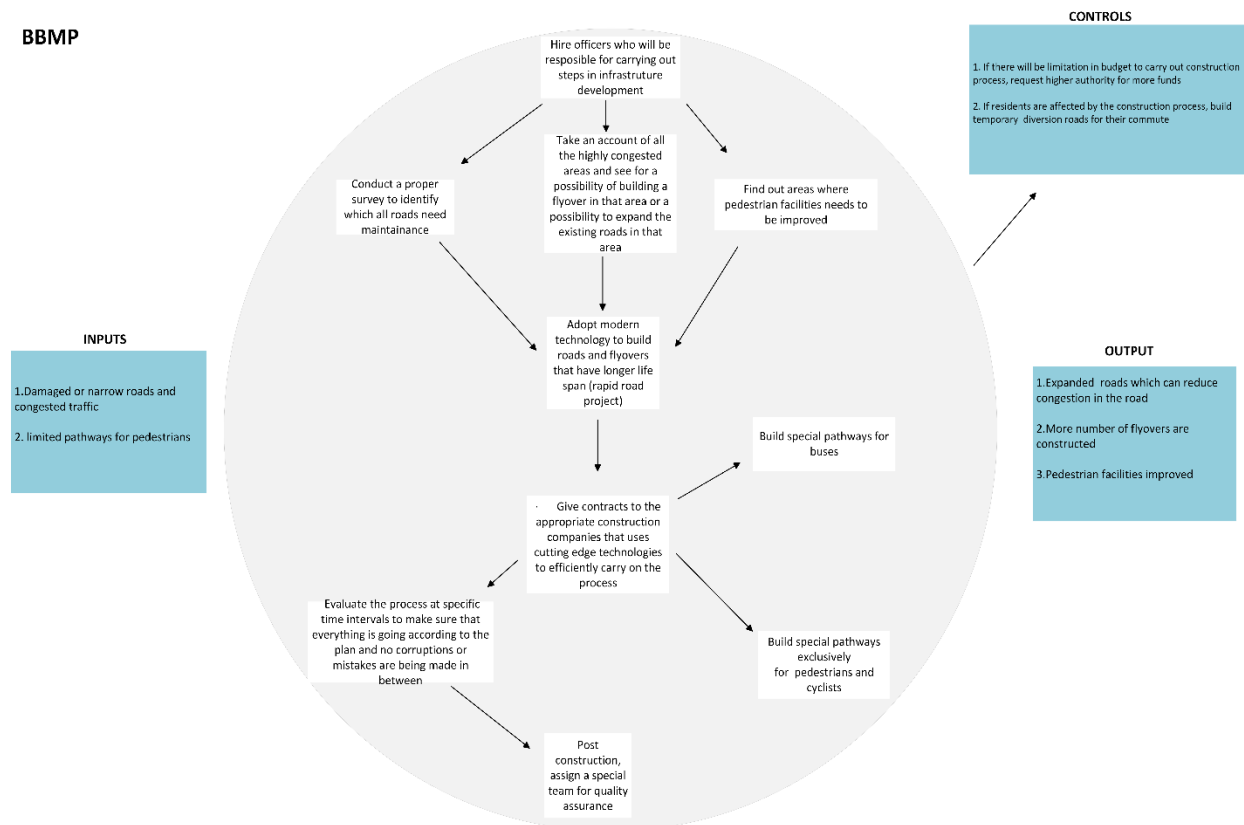 BBMP
Hire officers who will be
resposible for carrying out
steps in infrastruture
development
CONTROLS
1. If there will be limitation in budget to carry out construction
process, request higher authority for more funds
2. If residents are affected by the construction process, build
temporary diversion roads for their commute
Conduct a proper
survey to identify
which all roads need
maintainance
Take an account of all
the highly congested
areas and see for a
possibility of building a
flyover in that area or a
possibility to expand the
existing roads in that
area
Find out areas where
pedestrian facilities needs to
be improved
INPUTS
1.Damaged or narrow roads and
congested traffic
2. limited pathways for pedestrians
Adopt modern
technology to build
roads and flyovers
that have longer life
span (rapid road
project)
OUTPUT
1.Expanded roads which can reduce
congestion in the road
2.More number of flyovers are
constructed
3.Pedestrian facilities improved
Build special pathways for
buses
· Give contracts to the
appropriate construction
companies that uses
cutting edge technologies
to efficiently carry on the
process
Evaluate the process at specific
time intervals to make sure that
everything is going according to the
plan and no corruptions or
mistakes are being made in
between
Build special pathways
exclusively
for pedestrians and
cyclists
Post
construction,
assign a special
team for quality
assurance